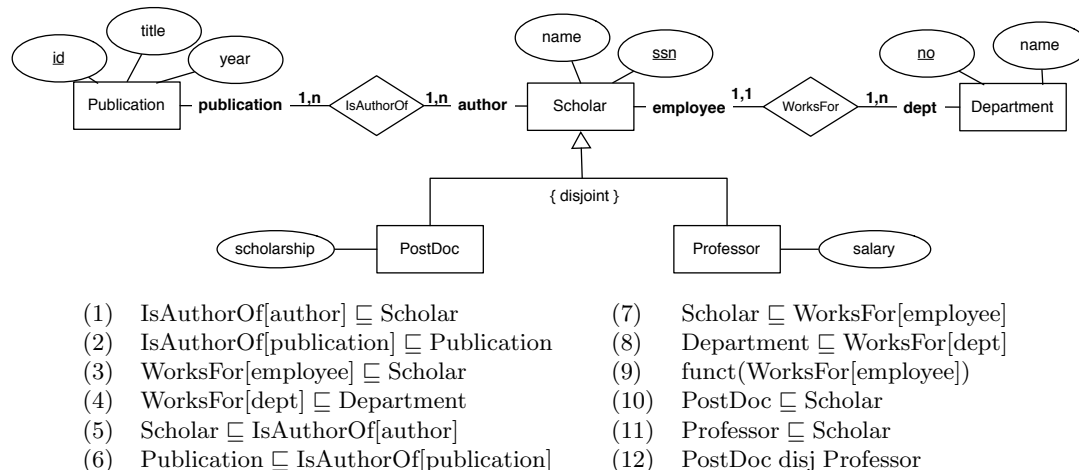 title
id
year
name
ssn
no
name
Publication publication 1,n IsAuthorOf 1,n author Scholar employee 1,1 WorksFor 1,n dept Department
{ disjoint }
scholarship PostDoc Professor salary
(1) IsAuthorOf[author] ⊑ Scholar
(2) IsAuthorOf[publication] ⊑ Publication
(3) WorksFor[employee] ⊑ Scholar
(4) WorksFor[dept] ⊑ Department
(5) Scholar ⊑ IsAuthorOf[author]
(6) Publication ⊑ IsAuthorOf[publication]
(7) Scholar ⊑ WorksFor[employee]
(8) Department ⊑ WorksFor[dept]
(9) funct(WorksFor[employee])
(10) PostDoc ⊑ Scholar
(11) Professor ⊑ Scholar
(12) PostDoc disj Professor